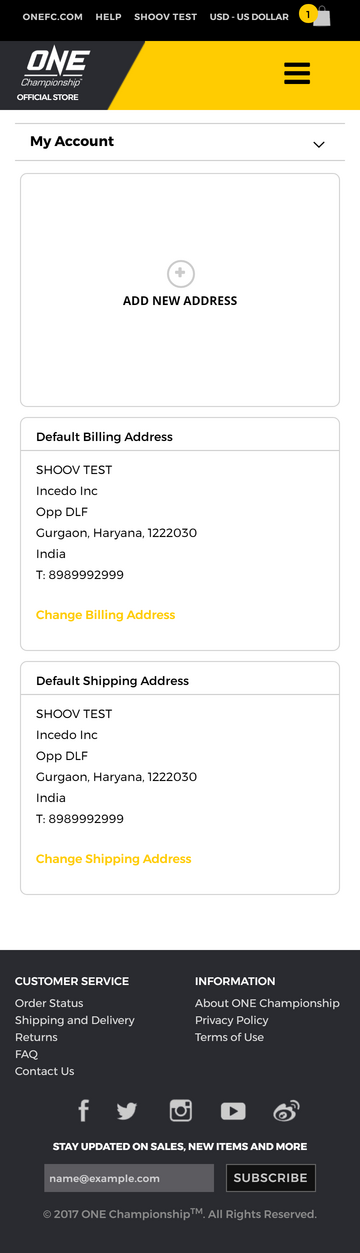 ONEFC.COM HELP SHOOV TEST USD - US DOLLAR 1
ONE
Championship
OFFICIAL STORE
My Account
ADD NEW ADDRESS
Default Billing Address
SHOOV TEST
Incedo Inc
Opp DLF
Gurgaon, Haryana, 1222030
India
T: 8989992999
Change Billing Address
Default Shipping Address
SHOOV TEST
Incedo Inc
Opp DLF
Gurgaon, Haryana, 1222030
India
T: 8989992999
Change Shipping Address
CUSTOMER SERVICE
Order Status
Shipping and Delivery
Returns
FAQ
Contact Us
INFORMATION
About ONE Championship
Privacy Policy
Terms of Use
STAY UPDATED ON SALES, NEW ITEMS AND MORE
name@example.com SUBSCRIBE
© 2017 ONE Championship™. All Rights Reserved.